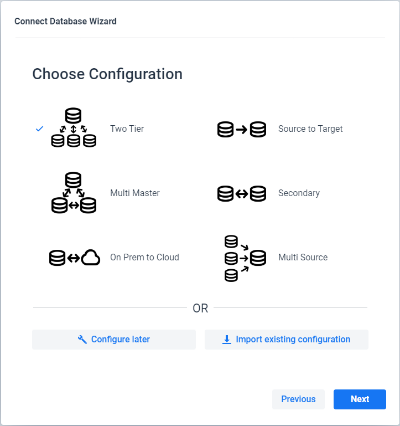 Connect Database Wizard
Choose Configuration
Two Tier
Source to Target
Multi Master
Secondary
On Prem to Cloud
Multi Source
OR
Configure later
Import existing configuration
Previous
Next